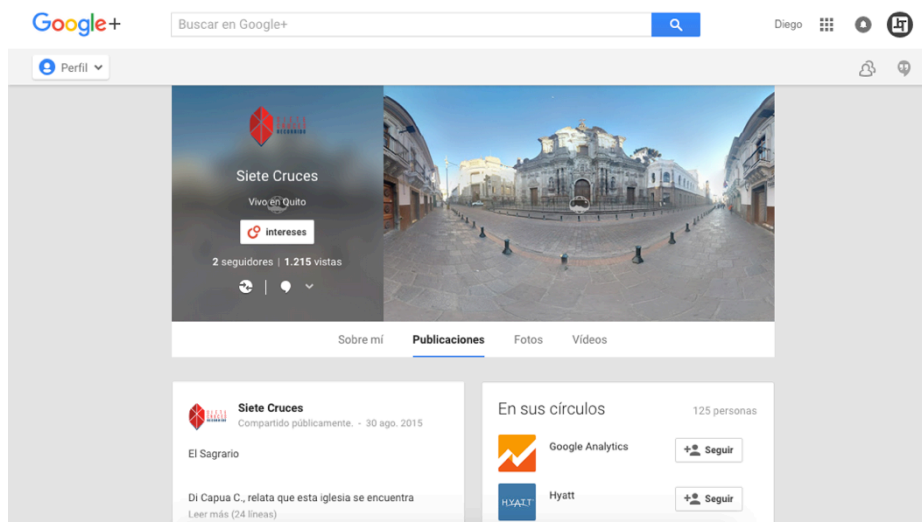 Google+
Buscar en Google+
Diego
Perfil
Siete Cruces
Vivo en Quito
intereses
2 seguidores | 1.215 vistas
Sobre mí Publicaciones Fotos Vídeos
Siete Cruces
Compartido públicamente. - 30 ago. 2015
El Sagrario
Di Capua C., relata que esta iglesia se encuentra
Leer más (24 líneas)
En sus círculos 125 personas
Google Analytics
Seguir
HYATT
Hyatt
Seguir